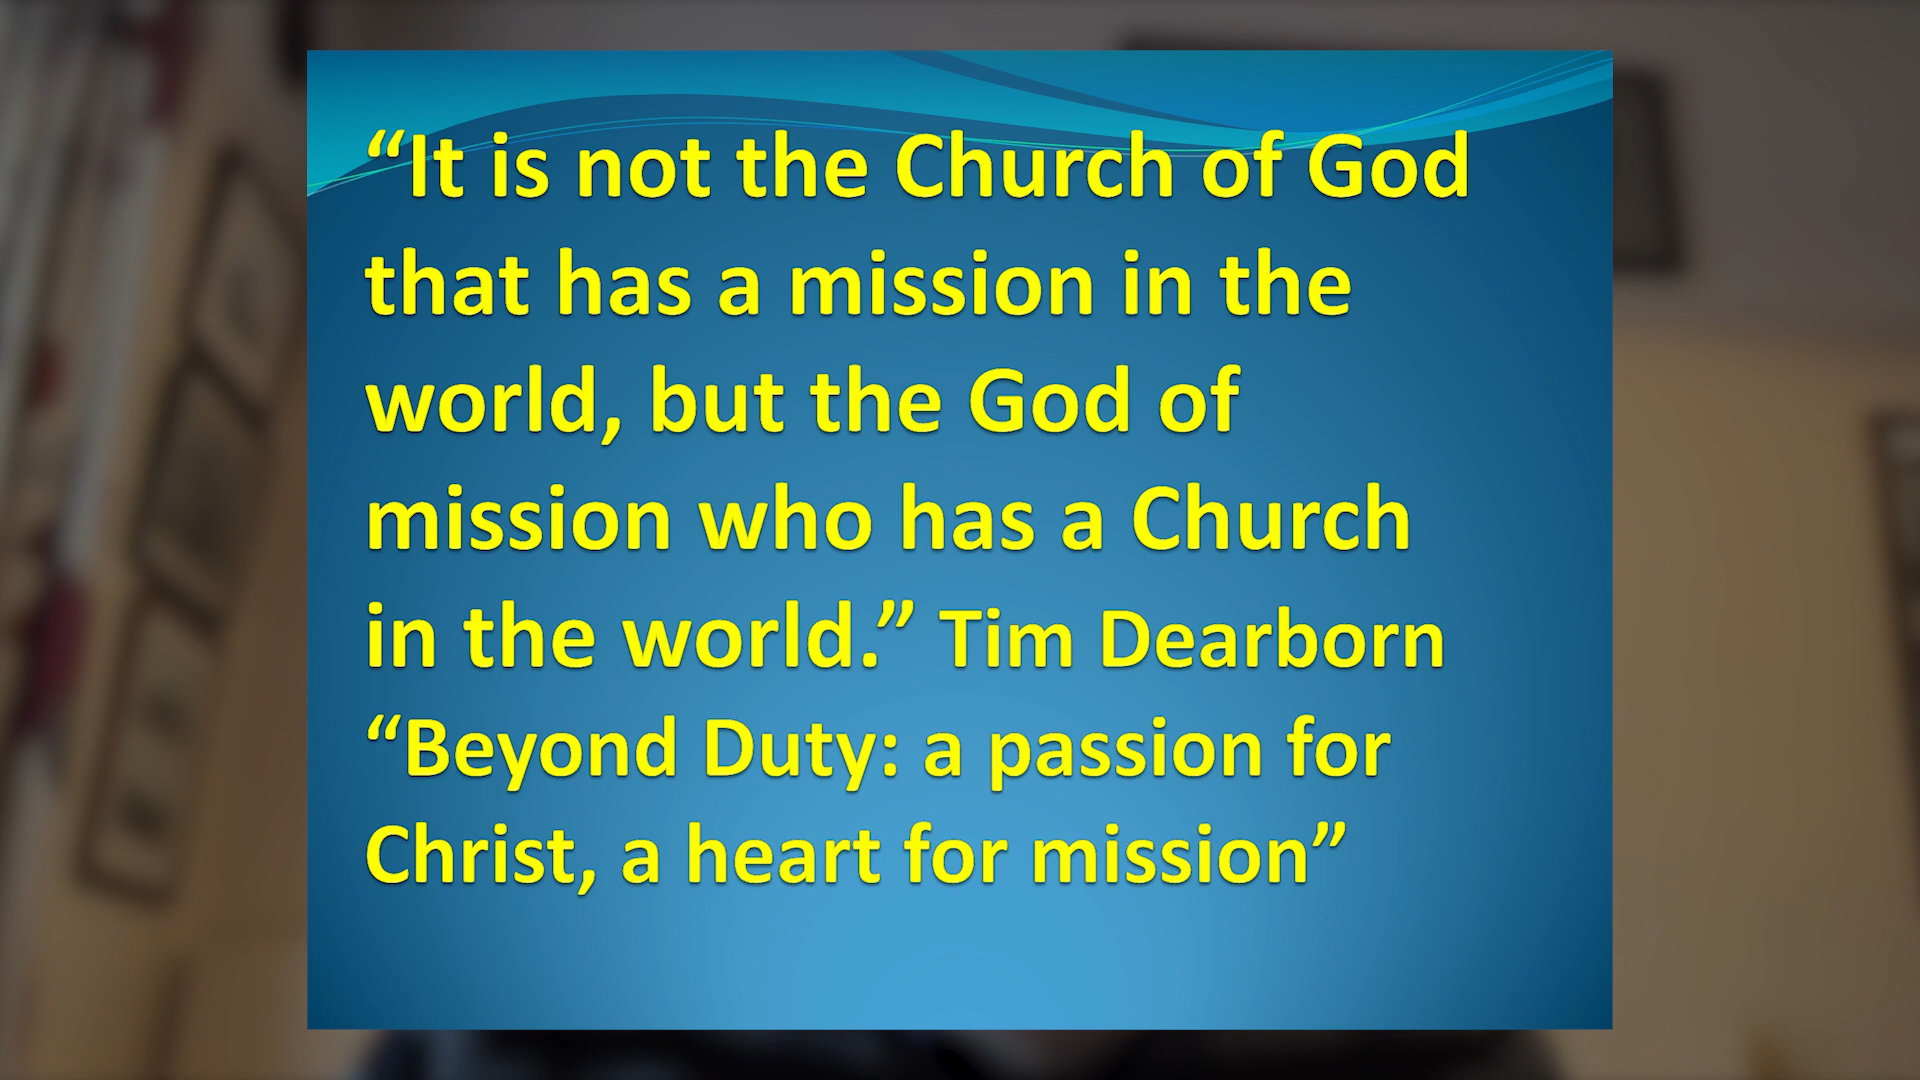 “It is not the Church of God
that has a mission in the
world, but the God of
mission who has a Church
in the world.” Tim Dearborn
“Beyond Duty: a passion for
Christ, a heart for mission”